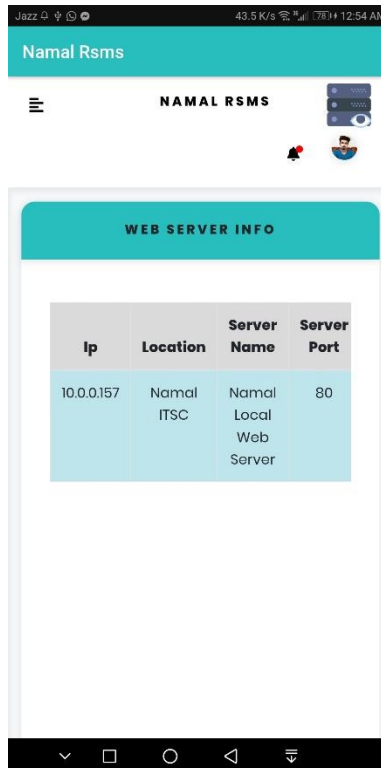 Jazz 43.5 K/s 78 12:54 AM
Namal Rsms
NAMAL RSMS
WEB SERVER INFO
Ip Location Server Name Server Port
10.0.0.157 Namal ITSC Namal Local Web Server 80